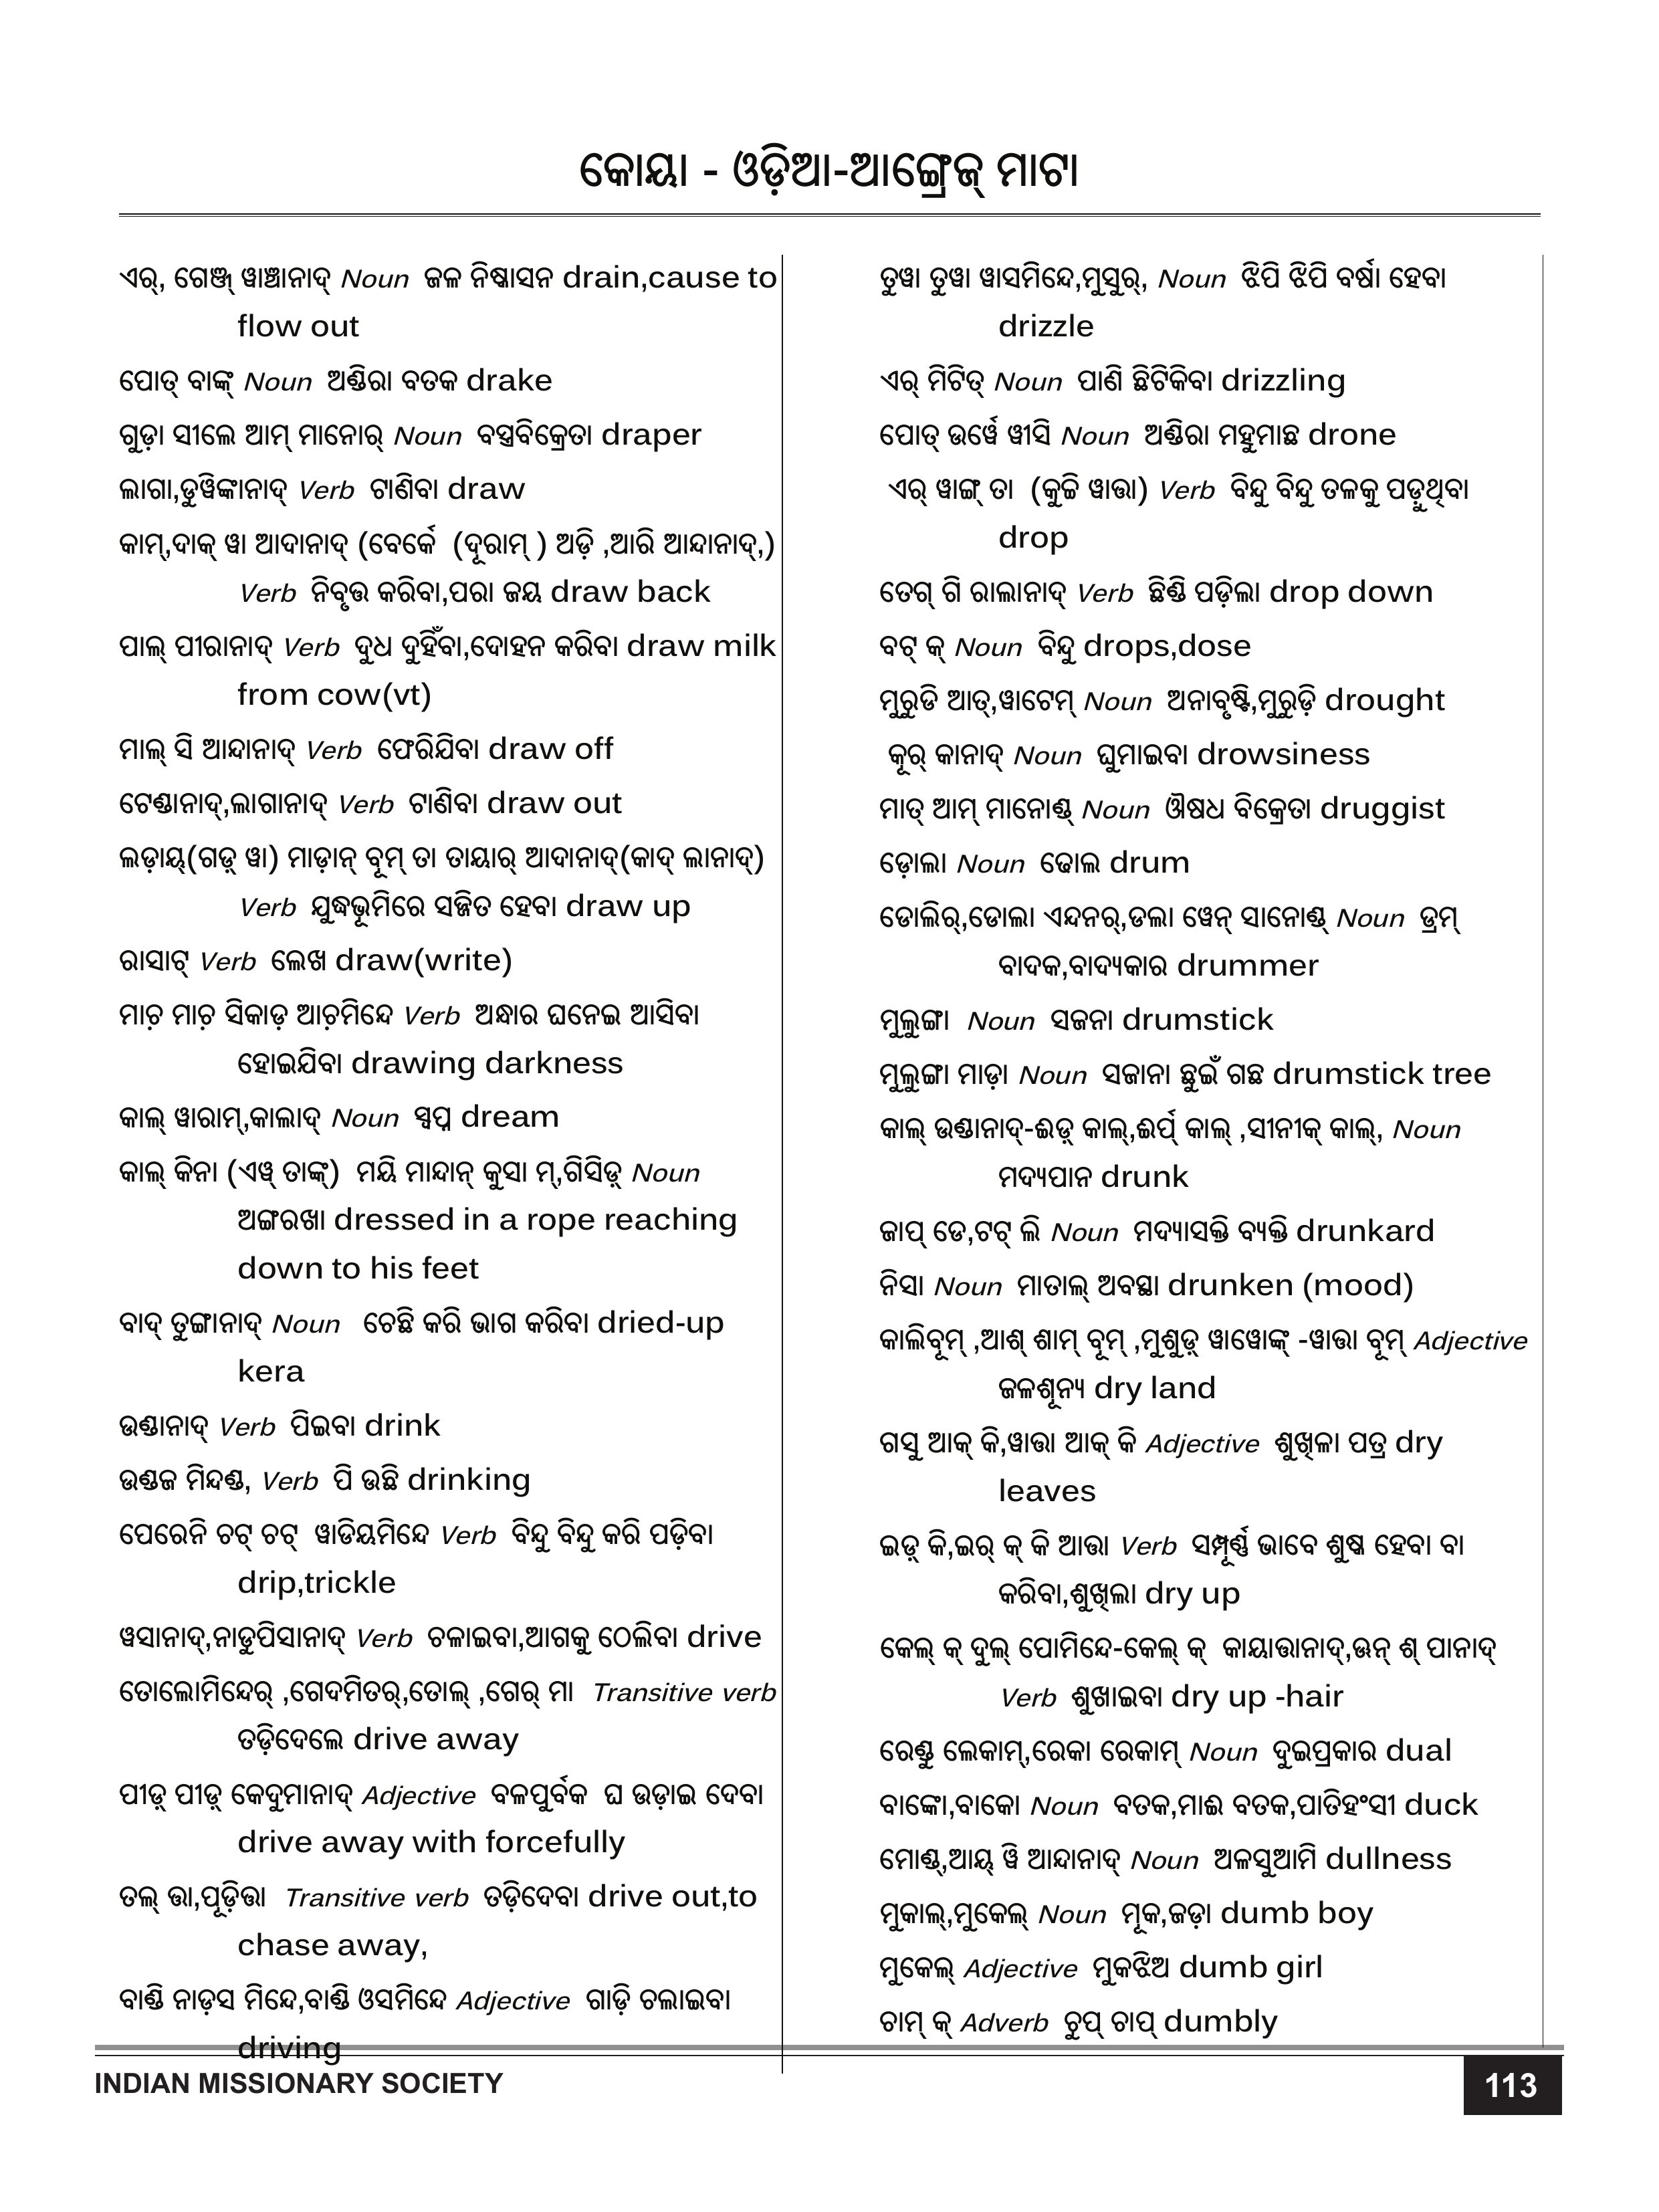 କୋୟା - ଓଡ଼ିଆ-ଆଙ୍ଗ୍ରେଜ୍ ମାଟା
ଏର୍, ଗେଞ୍ଜ୍ ୱାଞ୍ଚାନାଦ୍ Noun ଜଳ ନିଷ୍କାସନ drain,cause to
flow out
ପୋତ୍ ବାଙ୍କ୍ Noun ଅଣ୍ଡିରା ବତକ drake
ଗୁଡ଼ା ସୀଲେ ଆମ୍ ମାନୋର୍ Noun ବସ୍ତ୍ରବିକ୍ରେତା draper
ଲାଗା,ଡୁୱିଙ୍କାନାଦ୍ Verb ଟାଣିବା draw
କାମ୍,ଦାକ୍ ୱା ଆଦାନାଦ୍ (ବେର୍କେ (ଦୂରାମ୍ ) ଅଡ଼ି ,ଆରି ଆନ୍ଦାନାଦ୍,)
Verb ନିବୃତ୍ତ କରିବା,ପରା ଜୟ draw back
ପାଲ୍ ପୀରାନାଦ୍ Verb ଦୁଧ ଦୁହିଁବା,ଦୋହନ କରିବା draw milk
from cow(vt)
ମାଲ୍ ସି ଆନ୍ଦାନାଦ୍ Verb ଫେରିଯିବା draw off
ଟେଣ୍ଡାନାଦ୍,ଲାଗାନାଦ୍ Verb ଟାଣିବା draw out
ଲଡ଼ାୟ୍(ଗଡ଼୍ ୱା) ମାଡ଼ାନ୍ ବୂମ୍ ତା ତାୟାର୍ ଆଦାନାଦ୍(କାଦ୍ ଲାନାଦ୍)
Verb ଯୁଦ୍ଧଭୂମିରେ ସଜ୍ଜିତ ହେବା draw up
ରାସାଟ୍ Verb ଲେଖ draw(write)
ମାଚ଼ ମାଚ଼ ସିକାଡ଼ ଆଚ଼ମିନ୍ଦେ Verb ଅନ୍ଧାର ଘନେଇ ଆସିବା
ହୋଇଯିବା drawing darkness
କାଲ୍ ୱାରାମ୍,କାଲାଦ୍ Noun ସ୍ୱପ୍ନ dream
କାଲ୍ କିନା (ଏୱ୍ ତାଙ୍କ୍) ମୟି ମାନ୍ଦାନ୍ କୁସା ମ୍,ଗିସିଡ଼୍ Noun
ଅଙ୍ଗରଖା dressed in a rope reaching
down to his feet
ବାଦ୍ ତୁଙ୍ଗାନାଦ୍ Noun ଚେଛି କରି ଭାଗ କରିବା dried-up
kera
ଉଣ୍ଡାନାଦ୍ Verb ପିଇବା drink
ଉଣ୍ଡଜ ମିନ୍ଦଣ୍ଡ, Verb ପି ଉଛି drinking
ପେରେନି ଚଟ୍ ଚଟ୍ ୱାଡିୟମିନ୍ଦେ Verb ବିନ୍ଦୁ ବିନ୍ଦୁ କରି ପଡ଼ିବା
drip,trickle
ୱସାନାଦ୍,ନାଡୁପିସାନାଦ୍ Verb ଚଳାଇବା,ଆଗକୁ ଠେଲିବା drive
ତୋଲୋମିନ୍ଦେର୍ ,ଗେଦମିତର୍,ତୋଲ୍ ,ଗେର୍ ମା Transitive verb
ତଡ଼ିଦେଲେ drive away
ପୀଡ଼୍ ପୀଡ଼୍ କେଦୁମାନାଦ୍ Adjective ବଳପୁର୍ବକ ଘ ଉଡ଼ାଇ ଦେବା
drive away with forcefully
ତଲ୍ ତ୍ତା,ପୂଡ଼ିତ୍ତା Transitive verb ତଡ଼ିଦେବା drive out,to
chase away,
ବାଣ୍ଡି ନାଡ଼ସ ମିନ୍ଦେ,ବାଣ୍ଡି ଓସମିନ୍ଦେ Adjective ଗାଡ଼ି ଚଲାଇବା
driving
ତୁୱା ତୁୱା ୱାସମିନ୍ଦେ,ମୁସୁର୍, Noun ଝିପି ଝିପି ବର୍ଷା ହେବା
drizzle
ଏର୍ ମିଟିତ୍ Noun ପାଣି ଛିଟିକିବା drizzling
ପୋତ୍ ଉର୍ୱେ ୱୀସି Noun ଅଣ୍ଡିରା ମହୁମାଛ drone
ଏର୍ ୱାଙ୍ଗ୍ ତା (କୁଚ୍ଚି ୱାତ୍ତା) Verb ବିନ୍ଦୁ ବିନ୍ଦୁ ତଳକୁ ପଡ଼ୁଥିବା
drop
ତେଗ୍ ଗି ରାଲାନାଦ୍ Verb ଛିଣ୍ଡି ପଡ଼ିଲା drop down
ବଟ୍ କ୍ Noun ବିନ୍ଦୁ drops,dose
ମୁରୁଡି ଆତ୍,ୱାଟେମ୍ Noun ଅନାବୃଷ୍ଟି,ମୁରୁଡ଼ି drought
କୂର୍ କାନାଦ୍ Noun ଘୁମାଇବା drowsiness
ମାତ୍ ଆମ୍ ମାନୋଣ୍ଡ୍ Noun ଔଷଧ ବିକ୍ରେତା druggist
ଡ଼ୋଲା Noun ଢୋଲ drum
ଡୋଲିର୍,ଡୋଲା ଏନ୍ଦନର୍,ଡଲା ୱେନ୍ ସାନୋଣ୍ଡ୍ Noun ଡ୍ରମ୍
ବାଦକ,ବାଦ୍ୟକାର drummer
ମୁଲୁଙ୍ଗା Noun ସଜନା drumstick
ମୁଲୁଙ୍ଗା ମାଡ଼ା Noun ସଜାନା ଛୁଇଁ ଗଛ drumstick tree
କାଲ୍ ଉଣ୍ଡାନାଦ୍-ଈଡ଼୍ କାଲ୍,ଈର୍ପ୍ କାଲ୍ ,ସୀନୀକ୍ କାଲ୍, Noun
ମଦ୍ୟପାନ drunk
ଜାପ୍ ଡେ,ଟଟ୍ ଲି Noun ମଦ୍ୟାସକ୍ତି ବ୍ୟକ୍ତି drunkard
ନିସା Noun ମାତାଲ୍ ଅବସ୍ଥା drunken (mood)
କାଲିବୂମ୍ ,ଆଶ୍ ଶାମ୍ ବୂମ୍ ,ମୁଶୁଡ଼୍ ୱାୱୋଙ୍କ୍ -ୱାତ୍ତା ବୂମ୍ Adjective
ଜଳଶୂନ୍ୟ dry land
ଗସୁ ଆକ୍ କି,ୱାତ୍ତା ଆକ୍ କି Adjective ଶୁଖିଲା ପତ୍ର dry
leaves
ଇଡ଼୍ କି,ଇର୍ କ୍ କି ଆତ୍ତା Verb ସମ୍ପୂର୍ଣ୍ଣ ଭାବେ ଶୁଷ୍କ ହେବା ବା
କରିବା,ଶୁଖିଲା dry up
କେଲ୍ କ୍ ଦୁଲ୍ ପୋମିନ୍ଦେ-କେଲ୍ କ୍ କାୟାତ୍ତାନାଦ୍,ଊନ୍ ଶ୍ ପାନାଦ୍
Verb ଶୁଖାଇବା dry up -hair
ରେଣ୍ଡୁ ଲେକାମ୍,ରେକା ରେକାମ୍ Noun ଦୁଇପ୍ରକାର dual
ବାଙ୍କୋ,ବାକୋ Noun ବତକ,ମାଈ ବତକ,ପାତିହଂସୀ duck
ମୋଣ୍ଡ୍,ଆୟ୍ ୱି ଆନ୍ଦାନାଦ୍ Noun ଅଳସୁଆମି dullness
ମୁକାଲ୍,ମୁକେଲ୍ Noun ମୂକ,ଜଡ଼ା dumb boy
ମୁକେଲ୍ Adjective ମୁକଝିଅ dumb girl
ଚାମ୍ କ୍ Adverb ଚୁପ୍ ଚାପ୍ dumbly
INDIAN MISSIONARY SOCIETY
113